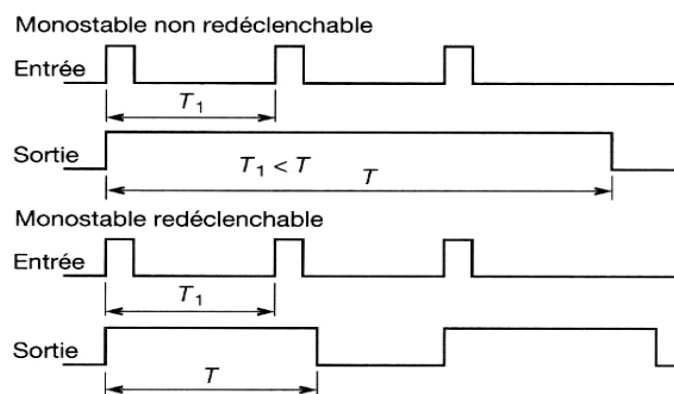 Monostable non redéclenchable
Entrée
T1
Sortie
T1 < T
T
Monostable redéclenchable
Entrée
T1
Sortie
T